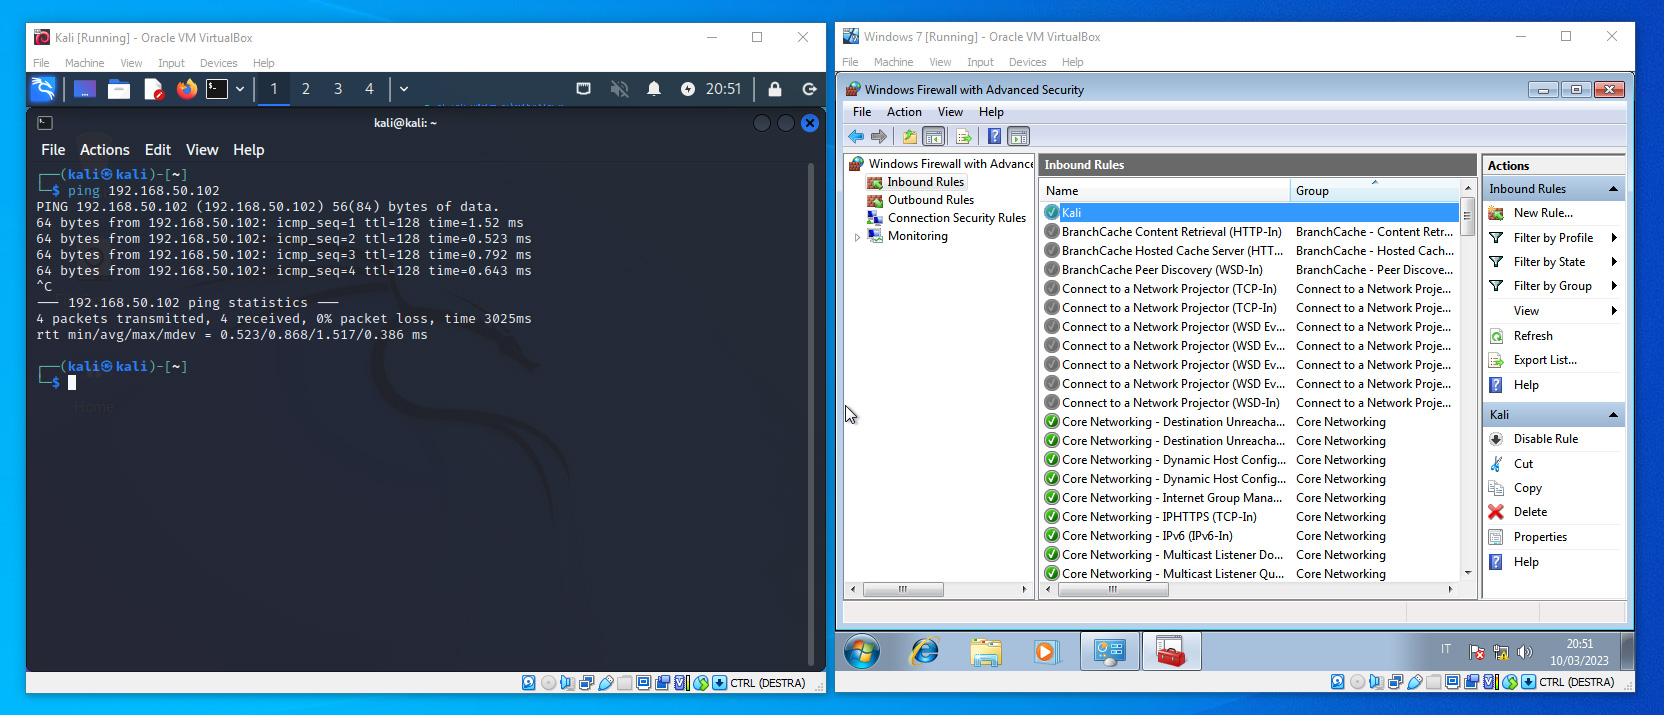 Kali [Running] - Oracle VM VirtualBox
File Machine View Input Devices Help
1 2 3 4 20:51
kali@kali: ~
File Actions Edit View Help
┌──(kali㉿kali)-[~]
└─$ ping 192.168.50.102
PING 192.168.50.102 (192.168.50.102) 56(84) bytes of data.
64 bytes from 192.168.50.102: icmp_seq=1 ttl=128 time=1.52 ms
64 bytes from 192.168.50.102: icmp_seq=2 ttl=128 time=0.523 ms
64 bytes from 192.168.50.102: icmp_seq=3 ttl=128 time=0.792 ms
64 bytes from 192.168.50.102: icmp_seq=4 ttl=128 time=0.643 ms
^C
--- 192.168.50.102 ping statistics ---
4 packets transmitted, 4 received, 0% packet loss, time 3025ms
rtt min/avg/max/mdev = 0.523/0.868/1.517/0.386 ms
┌──(kali㉿kali)-[~]
└─$
Home
CTRL (DESTRA)
Windows 7 [Running] - Oracle VM VirtualBox
File Machine View Input Devices Help
Windows Firewall with Advanced Security
File Action View Help
Windows Firewall with Advance
Inbound Rules
Outbound Rules
Connection Security Rules
Monitoring
Inbound Rules
Name Group
Kali
BranchCache Content Retrieval (HTTP-In) BranchCache - Content Retr...
BranchCache Hosted Cache Server (HTT... BranchCache - Hosted Cach...
BranchCache Peer Discovery (WSD-In) BranchCache - Peer Discove...
Connect to a Network Projector (TCP-In) Connect to a Network Proje...
Connect to a Network Projector (TCP-In) Connect to a Network Proje...
Connect to a Network Projector (WSD Ev... Connect to a Network Proje...
Connect to a Network Projector (WSD Ev... Connect to a Network Proje...
Connect to a Network Projector (WSD Ev... Connect to a Network Proje...
Connect to a Network Projector (WSD Ev... Connect to a Network Proje...
Connect to a Network Projector (WSD-In) Connect to a Network Proje...
Core Networking - Destination Unreacha... Core Networking
Core Networking - Destination Unreacha... Core Networking
Core Networking - Dynamic Host Config... Core Networking
Core Networking - Dynamic Host Config... Core Networking
Core Networking - Internet Group Mana... Core Networking
Core Networking - IPHTTPS (TCP-In) Core Networking
Core Networking - IPv6 (IPv6-In) Core Networking
Core Networking - Multicast Listener Do... Core Networking
Core Networking - Multicast Listener Qu... Core Networking
Actions
Inbound Rules
New Rule...
Filter by Profile
Filter by State
Filter by Group
View
Refresh
Export List...
Help
Kali
Disable Rule
Cut
Copy
Delete
Properties
Help
IT
20:51
10/03/2023
CTRL (DESTRA)